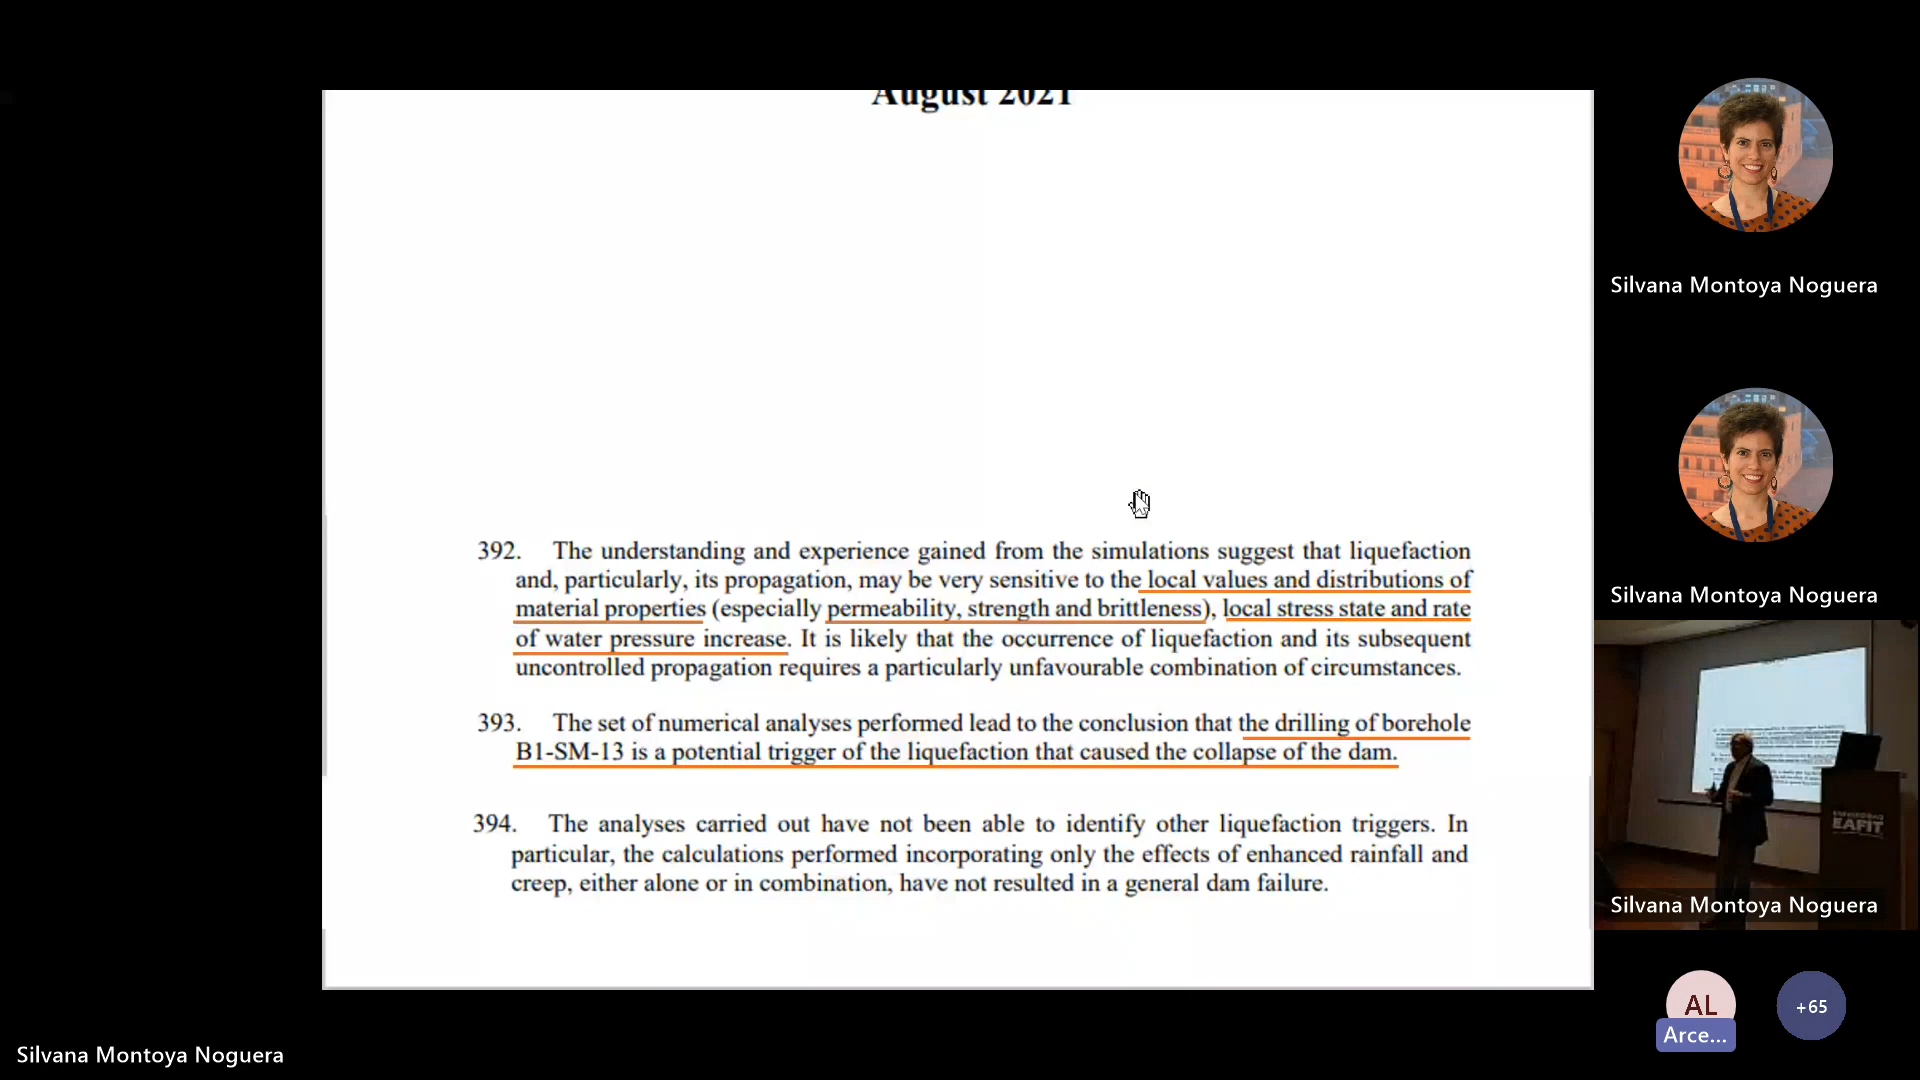 August 2021
392. The understanding and experience gained from the simulations suggest that liquefaction
and, particularly, its propagation, may be very sensitive to the local values and distributions of
material properties (especially permeability, strength and brittleness), local stress state and rate
of water pressure increase. It is likely that the occurrence of liquefaction and its subsequent
uncontrolled propagation requires a particularly unfavourable combination of circumstances.
393. The set of numerical analyses performed lead to the conclusion that the drilling of borehole
B1-SM-13 is a potential trigger of the liquefaction that caused the collapse of the dam.
394. The analyses carried out have not been able to identify other liquefaction triggers. In
particular, the calculations performed incorporating only the effects of enhanced rainfall and
creep, either alone or in combination, have not resulted in a general dam failure.
Silvana Montoya Noguera
Silvana Montoya Noguera
EAFIT
Silvana Montoya Noguera
AL
+65
Arce...
Silvana Montoya Noguera